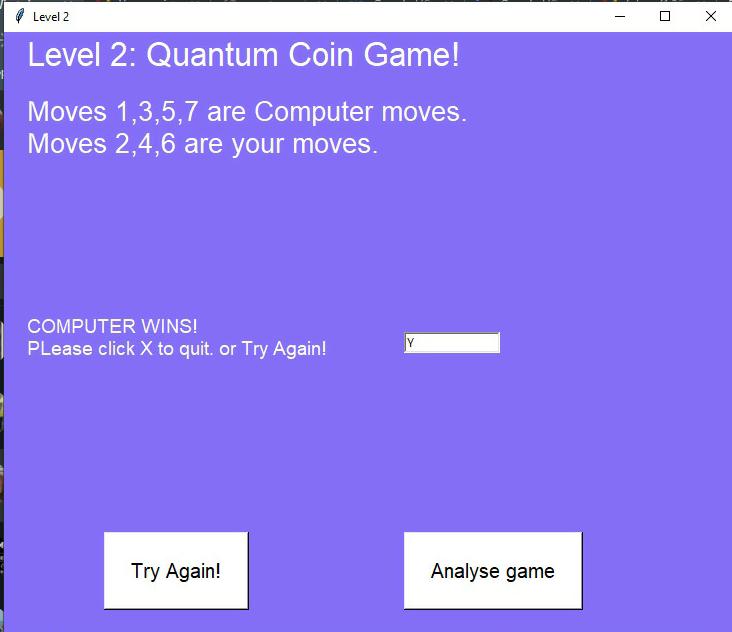 Level 2
Level 2: Quantum Coin Game!
Moves 1,3,5,7 are Computer moves.
Moves 2,4,6 are your moves.
COMPUTER WINS!
PLease click X to quit. or Try Again!
Y
Try Again!
Analyse game